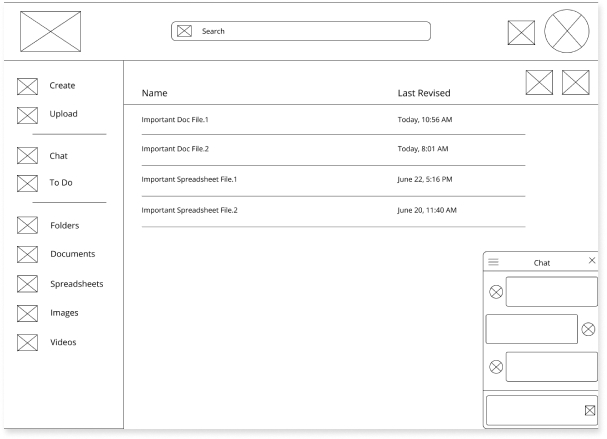 Search
Create
Upload
Chat
To Do
Folders
Documents
Spreadsheets
Images
Videos
Name Last Revised
Important Doc File.1 Today, 10:56 AM
Important Doc File.2 Today, 8:01 AM
Important Spreadsheet File.1 June 22, 5:16 PM
Important Spreadsheet File.2 June 20, 11:40 AM
Chat